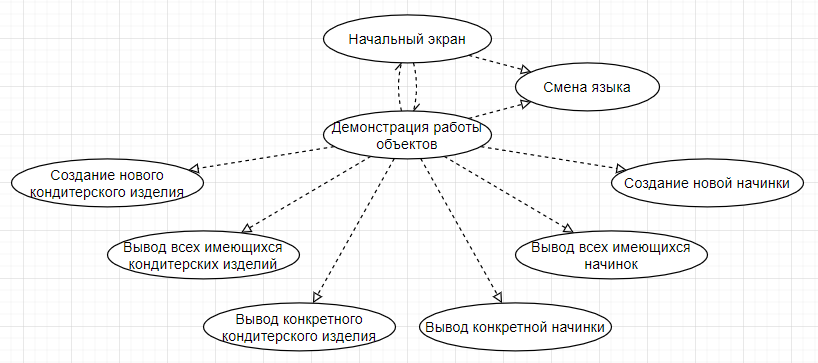 Начальный экран
Смена языка
Демонстрация работы
объектов
Создание нового
кондитерского изделия
Создание новой начинки
Вывод всех имеющихся
кондитерских изделий
Вывод всех имеющихся
начинок
Вывод конкретного
кондитерского изделия
Вывод конкретной начинки